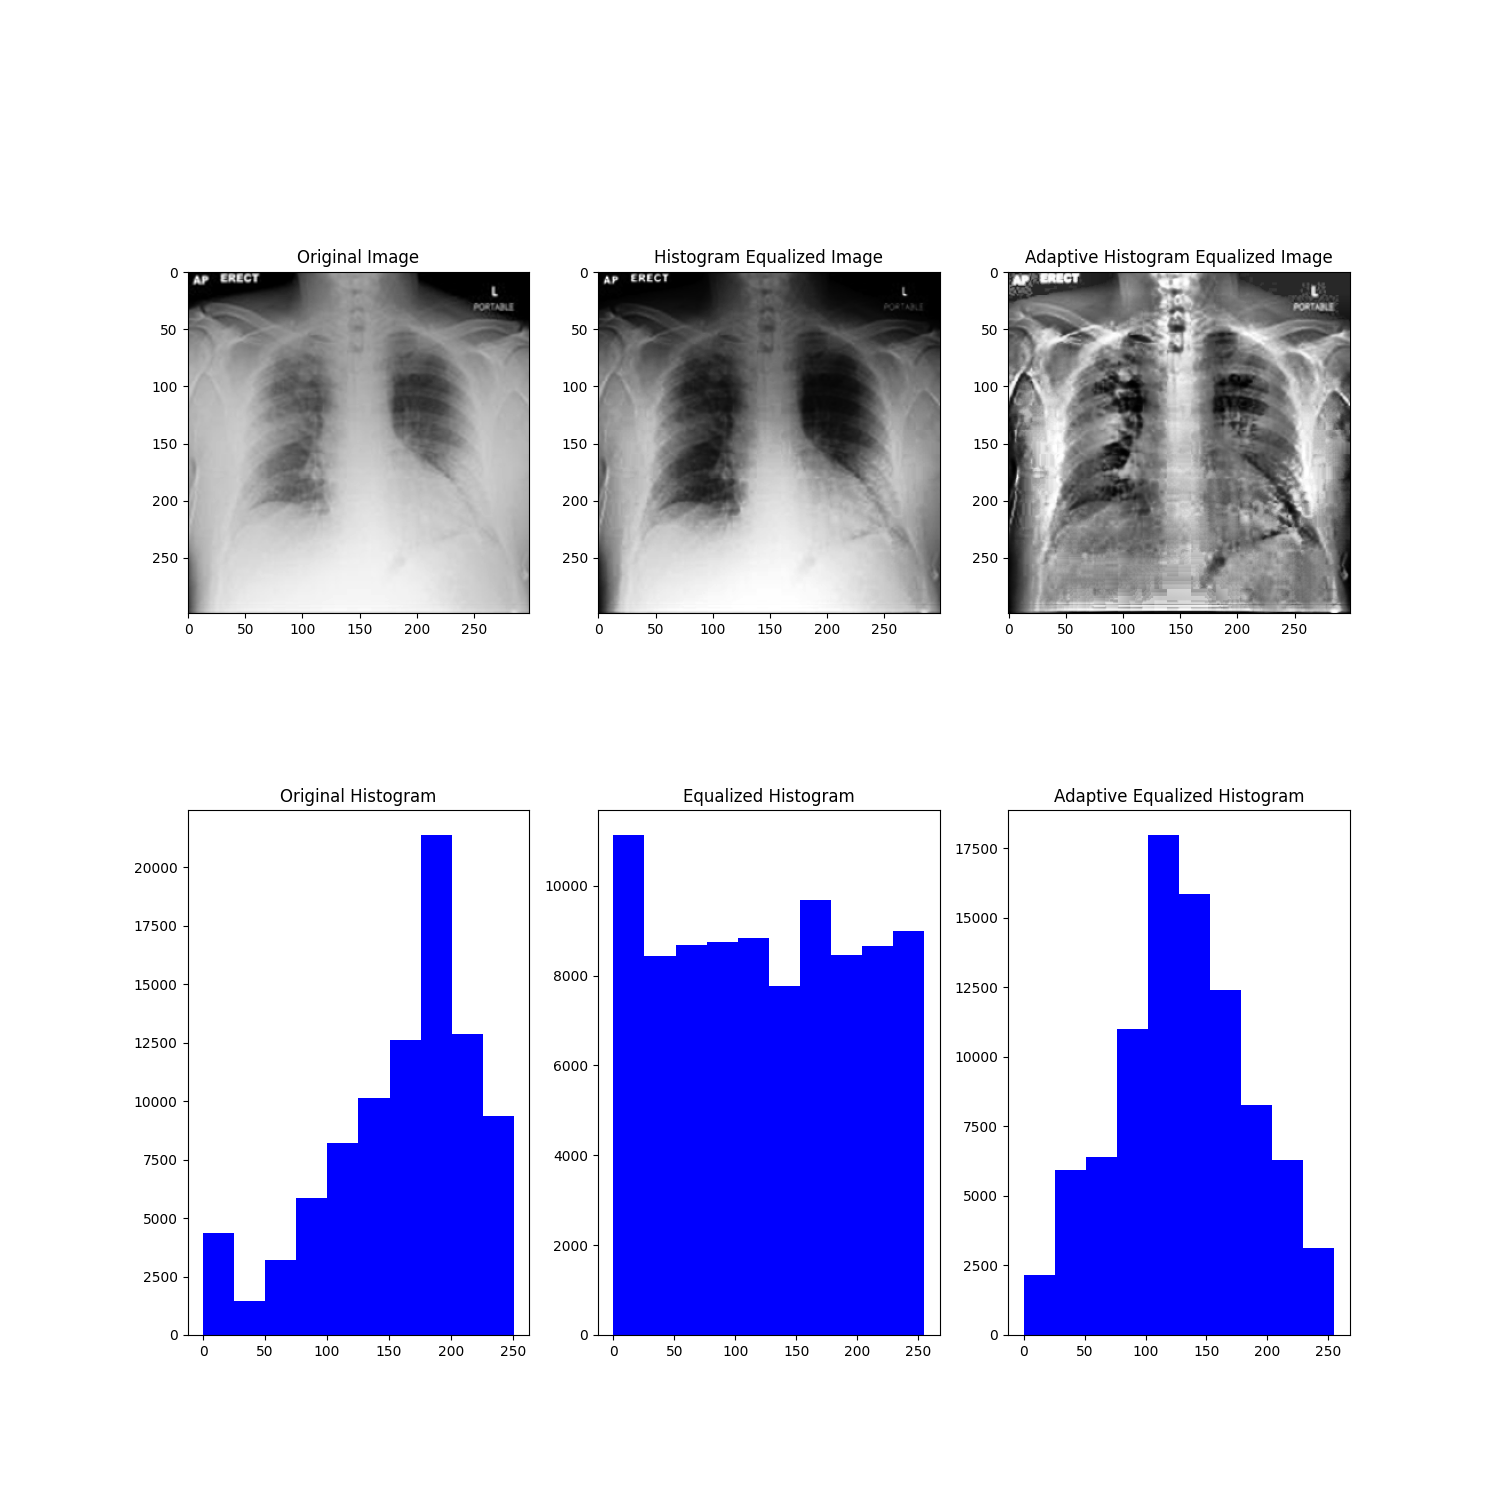 Original Image
Histogram Equalized Image
Adaptive Histogram Equalized Image
0
50
100
150
200
250
AP ERECT
L
PORTABLE
0 50 100 150 200 250
0
50
100
150
200
250
AP ERECT
L
PORTABLE
0 50 100 150 200 250
0
50
100
150
200
250
AP ERECT
L
PORTABLE
0 50 100 150 200 250
Original Histogram
Equalized Histogram
Adaptive Equalized Histogram
20000
17500
15000
12500
10000
7500
5000
2500
0
0 50 100 150 200 250
10000
8000
6000
4000
2000
0
0 50 100 150 200 250
17500
15000
12500
10000
7500
5000
2500
0
0 50 100 150 200 250